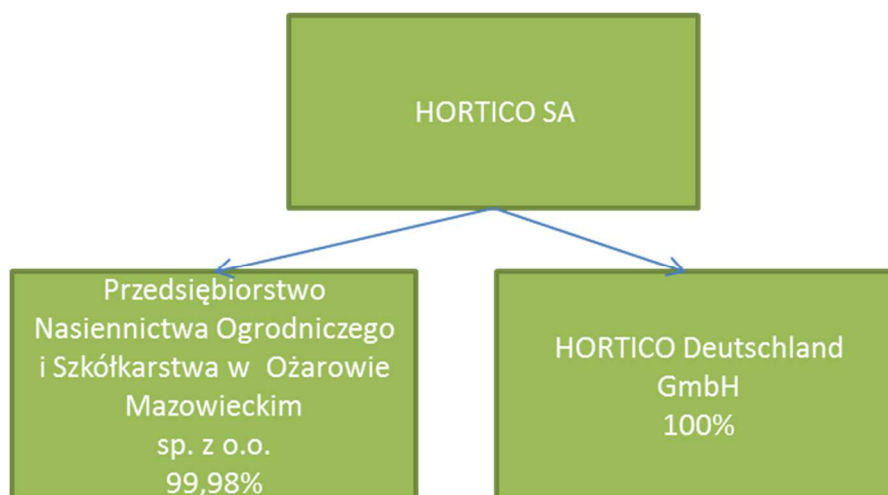 HORTICO SA
Przedsiębiorstwo
Nasiennictwa Ogrodniczego
i Szkółkarstwa w Ożarowie
Mazowieckim
sp. z o.o.
99,98%
HORTICO Deutschland
GmbH
100%